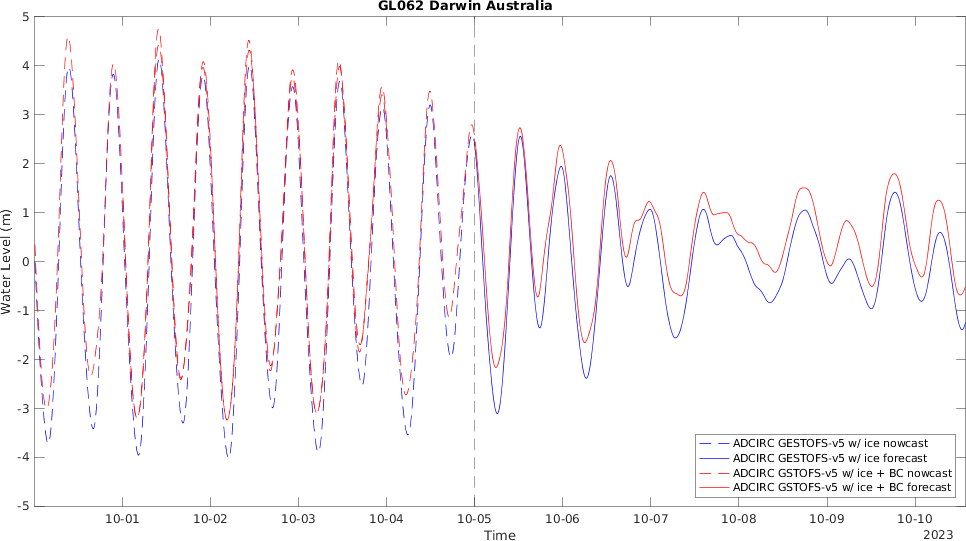 GL062 Darwin Australia
5
4
3
2
1
0
-1
-2
-3
-4
-5
Water Level (m)
10-01 10-02 10-03 10-04 10-05 10-06 10-07 10-08 10-09 10-10
Time
2023
ADCIRC GESTOFS-v5 w/ ice nowcast
ADCIRC GESTOFS-v5 w/ ice forecast
ADCIRC GSTOFS-v5 w/ ice + BC nowcast
ADCIRC GSTOFS-v5 w/ ice + BC forecast